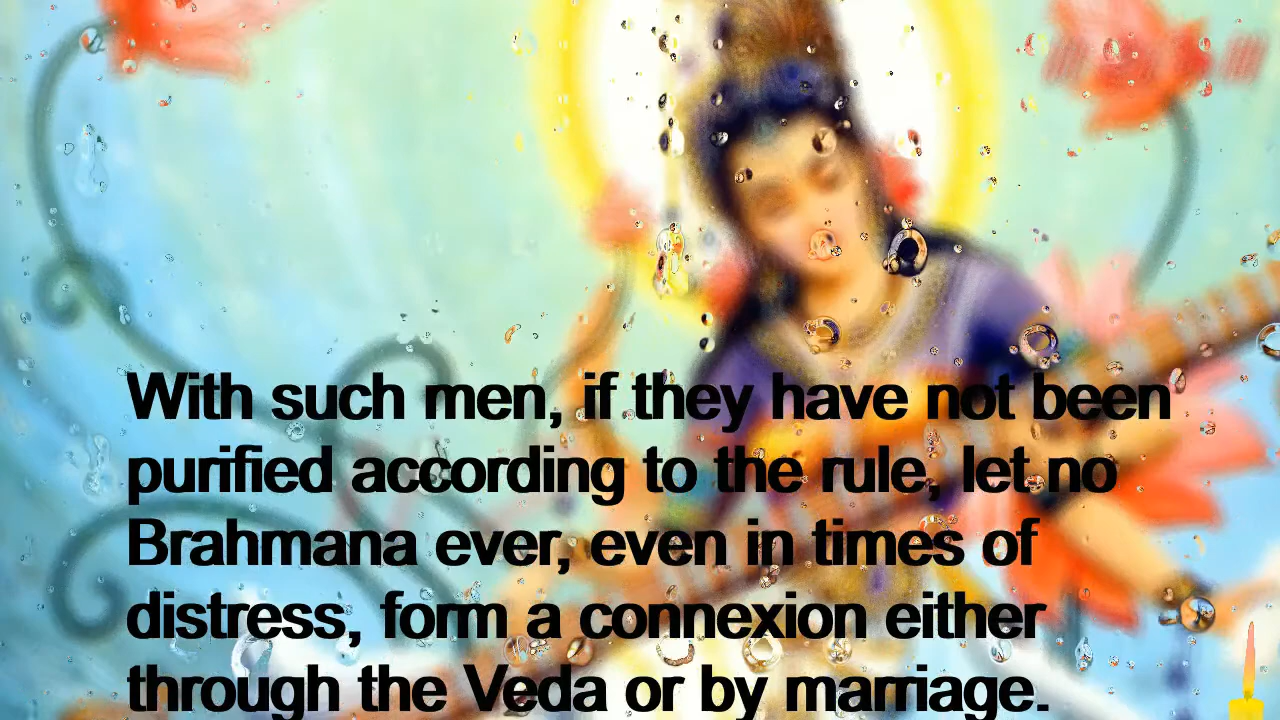 With such men, if they have not been
purified according to the rule, let no
Brahmana ever, even in times of
distress, form a connexion either
through the Veda or by marriage.